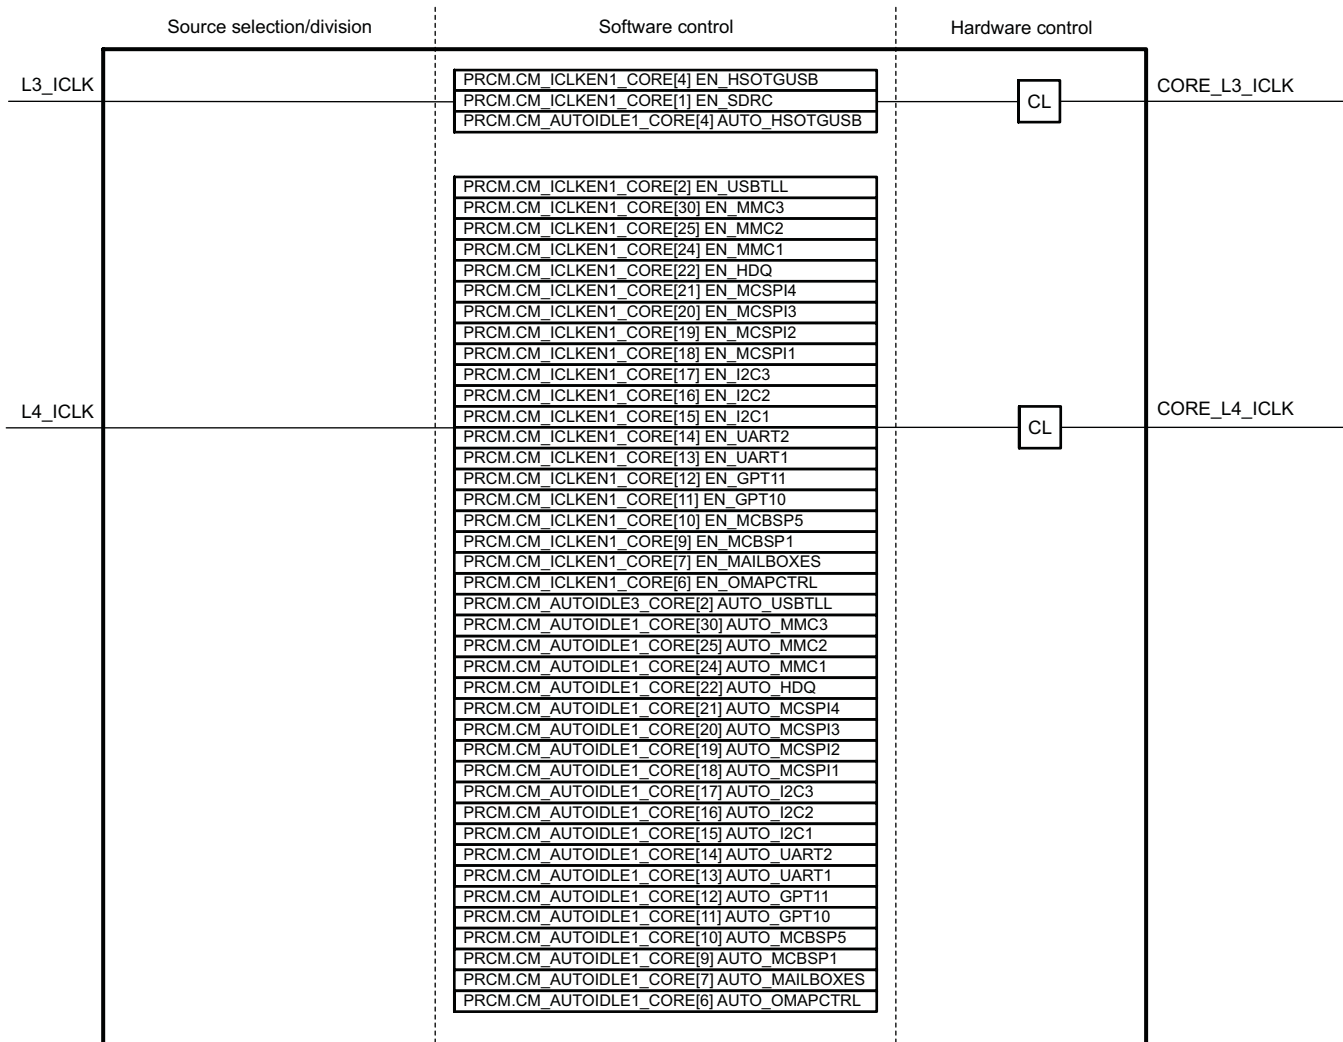 Source selection/division
Software control
Hardware control
L3_ICLK
PRCM.CM_ICLKEN1_CORE[4] EN_HSOTGUSB
PRCM.CM_ICLKEN1_CORE[1] EN_SDRC
PRCM.CM_AUTOIDLE1_CORE[4] AUTO_HSOTGUSB
CL
CORE_L3_ICLK
PRCM.CM_ICLKEN1_CORE[2] EN_USBTLL
PRCM.CM_ICLKEN1_CORE[30] EN_MMC3
PRCM.CM_ICLKEN1_CORE[25] EN_MMC2
PRCM.CM_ICLKEN1_CORE[24] EN_MMC1
PRCM.CM_ICLKEN1_CORE[22] EN_HDQ
PRCM.CM_ICLKEN1_CORE[21] EN_MCSPI4
PRCM.CM_ICLKEN1_CORE[20] EN_MCSPI3
PRCM.CM_ICLKEN1_CORE[19] EN_MCSPI2
PRCM.CM_ICLKEN1_CORE[18] EN_MCSPI1
PRCM.CM_ICLKEN1_CORE[17] EN_I2C3
PRCM.CM_ICLKEN1_CORE[16] EN_I2C2
L4_ICLK
PRCM.CM_ICLKEN1_CORE[15] EN_I2C1
CL
CORE_L4_ICLK
PRCM.CM_ICLKEN1_CORE[14] EN_UART2
PRCM.CM_ICLKEN1_CORE[13] EN_UART1
PRCM.CM_ICLKEN1_CORE[12] EN_GPT11
PRCM.CM_ICLKEN1_CORE[11] EN_GPT10
PRCM.CM_ICLKEN1_CORE[10] EN_MCBSP5
PRCM.CM_ICLKEN1_CORE[9] EN_MCBSP1
PRCM.CM_ICLKEN1_CORE[7] EN_MAILBOXES
PRCM.CM_ICLKEN1_CORE[6] EN_OMAPCTRL
PRCM.CM_AUTOIDLE3_CORE[2] AUTO_USBTLL
PRCM.CM_AUTOIDLE1_CORE[30] AUTO_MMC3
PRCM.CM_AUTOIDLE1_CORE[25] AUTO_MMC2
PRCM.CM_AUTOIDLE1_CORE[24] AUTO_MMC1
PRCM.CM_AUTOIDLE1_CORE[22] AUTO_HDQ
PRCM.CM_AUTOIDLE1_CORE[21] AUTO_MCSPI4
PRCM.CM_AUTOIDLE1_CORE[20] AUTO_MCSPI3
PRCM.CM_AUTOIDLE1_CORE[19] AUTO_MCSPI2
PRCM.CM_AUTOIDLE1_CORE[18] AUTO_MCSPI1
PRCM.CM_AUTOIDLE1_CORE[17] AUTO_I2C3
PRCM.CM_AUTOIDLE1_CORE[16] AUTO_I2C2
PRCM.CM_AUTOIDLE1_CORE[15] AUTO_I2C1
PRCM.CM_AUTOIDLE1_CORE[14] AUTO_UART2
PRCM.CM_AUTOIDLE1_CORE[13] AUTO_UART1
PRCM.CM_AUTOIDLE1_CORE[12] AUTO_GPT11
PRCM.CM_AUTOIDLE1_CORE[11] AUTO_GPT10
PRCM.CM_AUTOIDLE1_CORE[10] AUTO_MCBSP5
PRCM.CM_AUTOIDLE1_CORE[9] AUTO_MCBSP1
PRCM.CM_AUTOIDLE1_CORE[7] AUTO_MAILBOXES
PRCM.CM_AUTOIDLE1_CORE[6] AUTO_OMAPCTRL